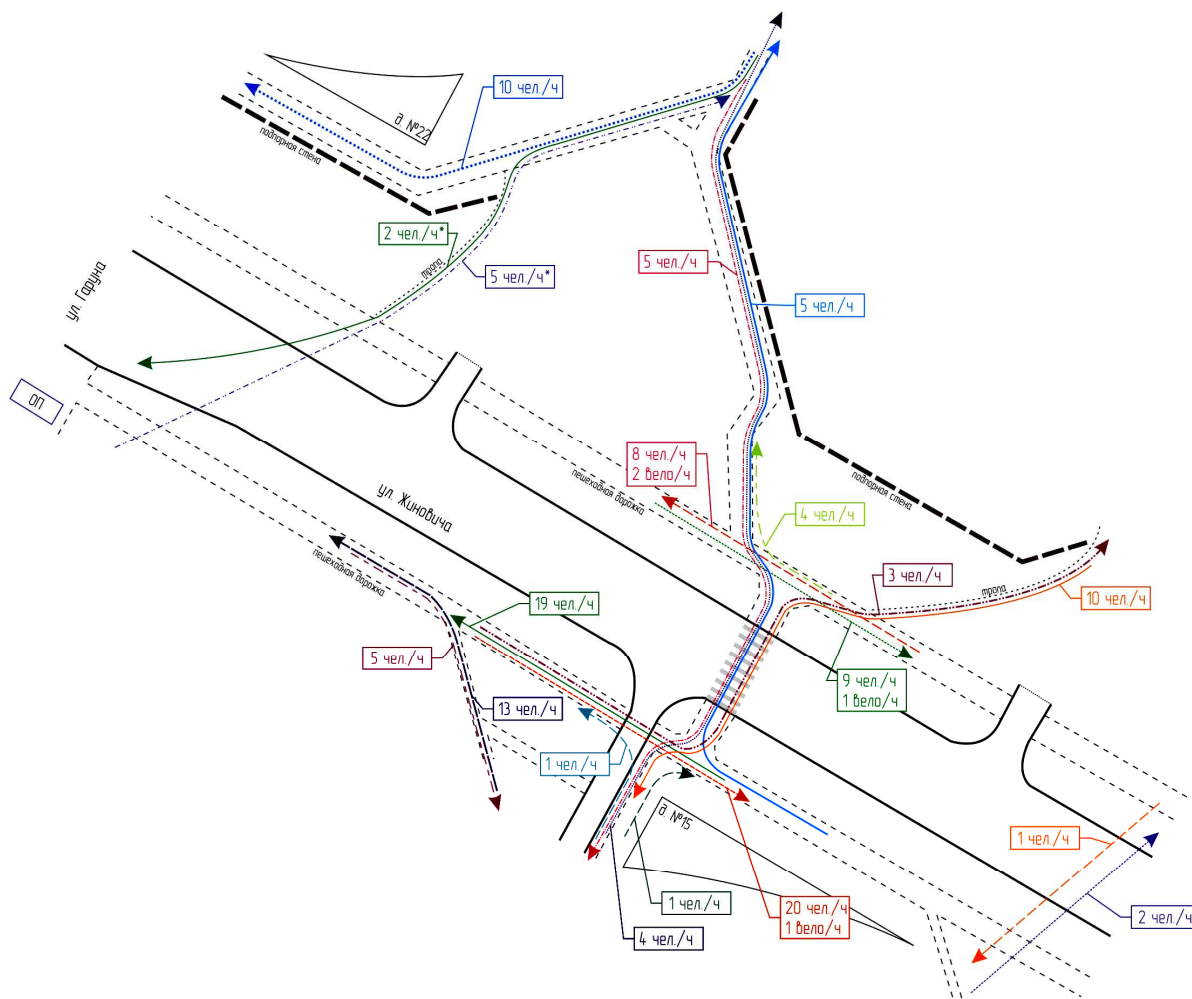 10 чел./ч
д. №22
подпорная стена
2 чел./ч*
тропа
5 чел./ч*
5 чел./ч
5 чел./ч
ул. Гаруна
ОП
ул. Жиновича
8 чел./ч
2 вело/ч
пешеходная дорожка
подпорная стена
4 чел./ч
3 чел./ч
тропа
10 чел./ч
пешеходная дорожка
19 чел./ч
5 чел./ч
13 чел./ч
9 чел./ч
1 вело/ч
1 чел./ч
д. №15
1 чел./ч
1 чел./ч
20 чел./ч
1 вело/ч
2 чел./ч
4 чел./ч